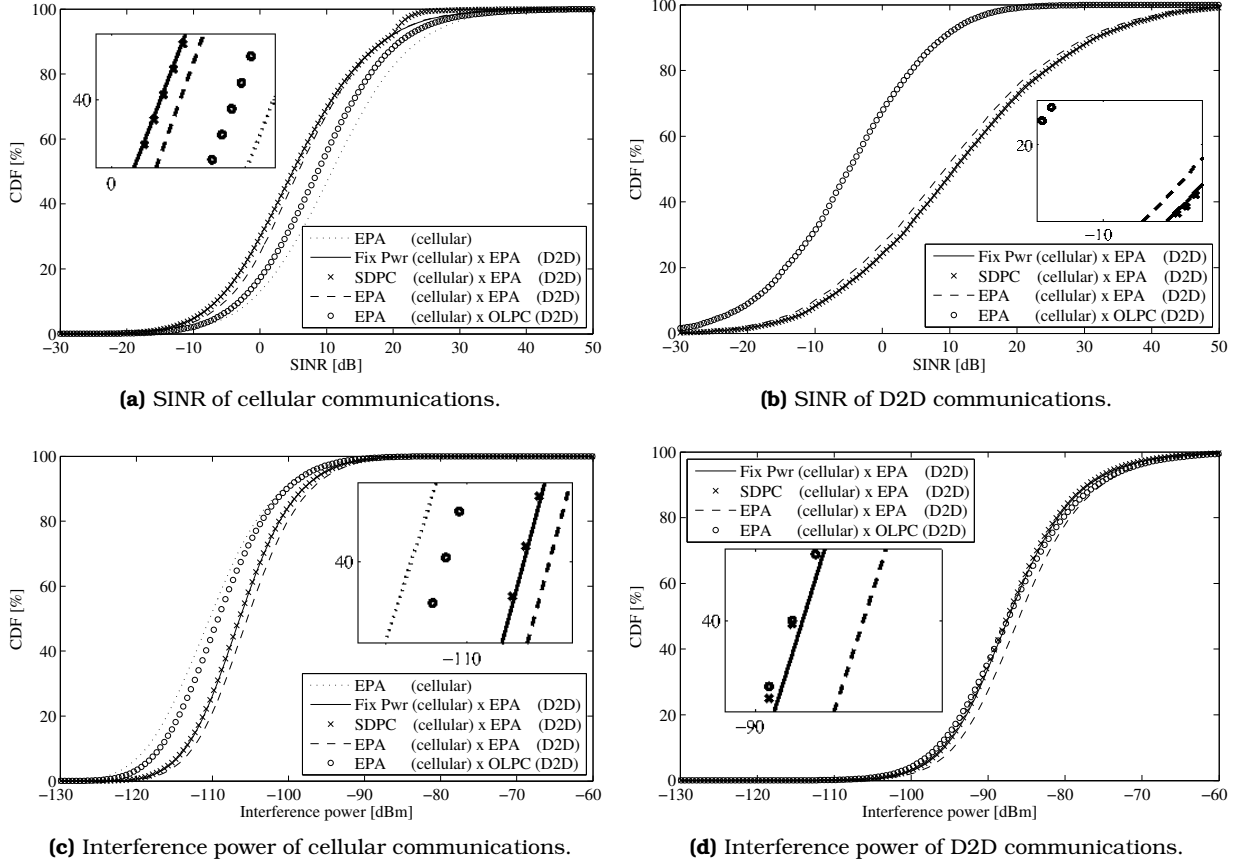 100
80
60
40
20
0
CDF [%]
40
0
EPA (cellular)
Fix Pwr (cellular) x EPA (D2D)
SDPC (cellular) x EPA (D2D)
EPA (cellular) x EPA (D2D)
EPA (cellular) x OLPC (D2D)
−30 −20 −10 0 10 20 30 40 50
SINR [dB]
(a) SINR of cellular communications.
100
80
60
40
20
0
CDF [%]
20
−10
Fix Pwr (cellular) x EPA (D2D)
SDPC (cellular) x EPA (D2D)
EPA (cellular) x EPA (D2D)
EPA (cellular) x OLPC (D2D)
−30 −20 −10 0 10 20 30 40 50
SINR [dB]
(b) SINR of D2D communications.
100
80
60
40
20
0
CDF [%]
40
−110
EPA (cellular)
Fix Pwr (cellular) x EPA (D2D)
SDPC (cellular) x EPA (D2D)
EPA (cellular) x EPA (D2D)
EPA (cellular) x OLPC (D2D)
−130 −120 −110 −100 −90 −80 −70 −60
Interference power [dBm]
(c) Interference power of cellular communications.
100
80
60
40
20
0
CDF [%]
Fix Pwr (cellular) x EPA (D2D)
SDPC (cellular) x EPA (D2D)
EPA (cellular) x EPA (D2D)
EPA (cellular) x OLPC (D2D)
40
−90
−130 −120 −110 −100 −90 −80 −70 −60
Interference power [dBm]
(d) Interference power of D2D communications.